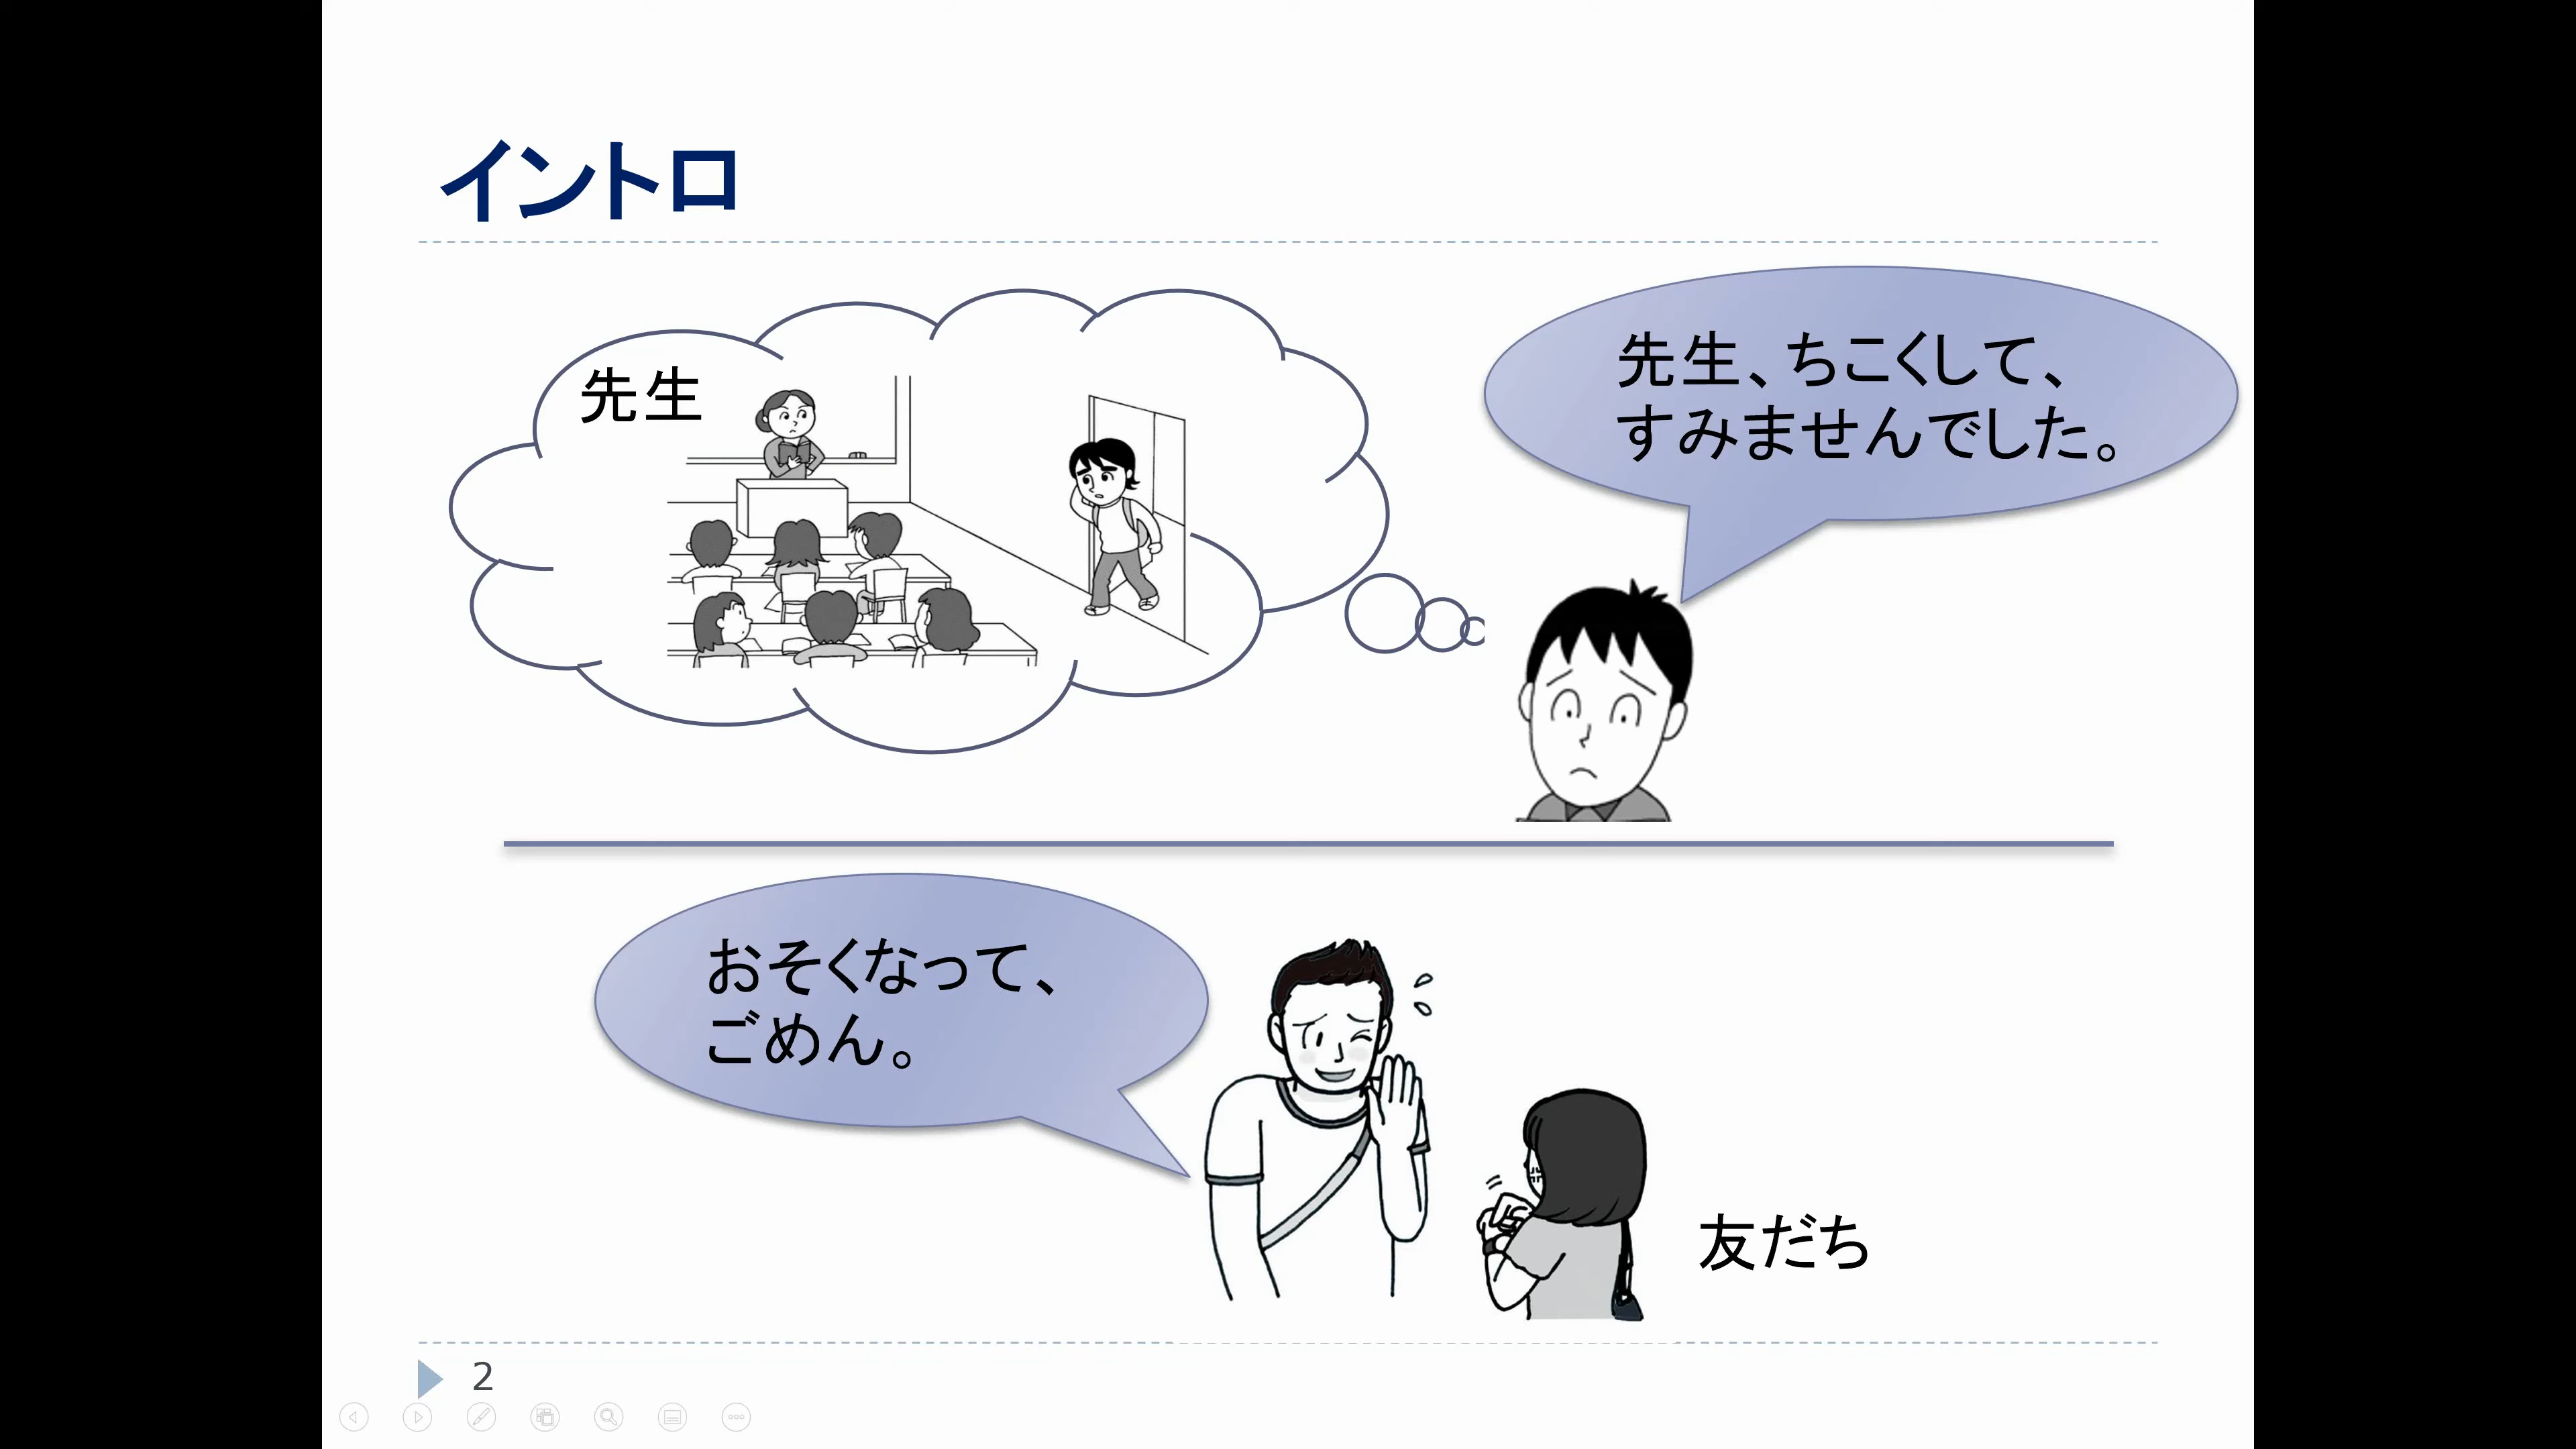 イントロ
先生
先生、ちこくして、
すみませんでした。
おそくなって、
ごめん。
友だち
2